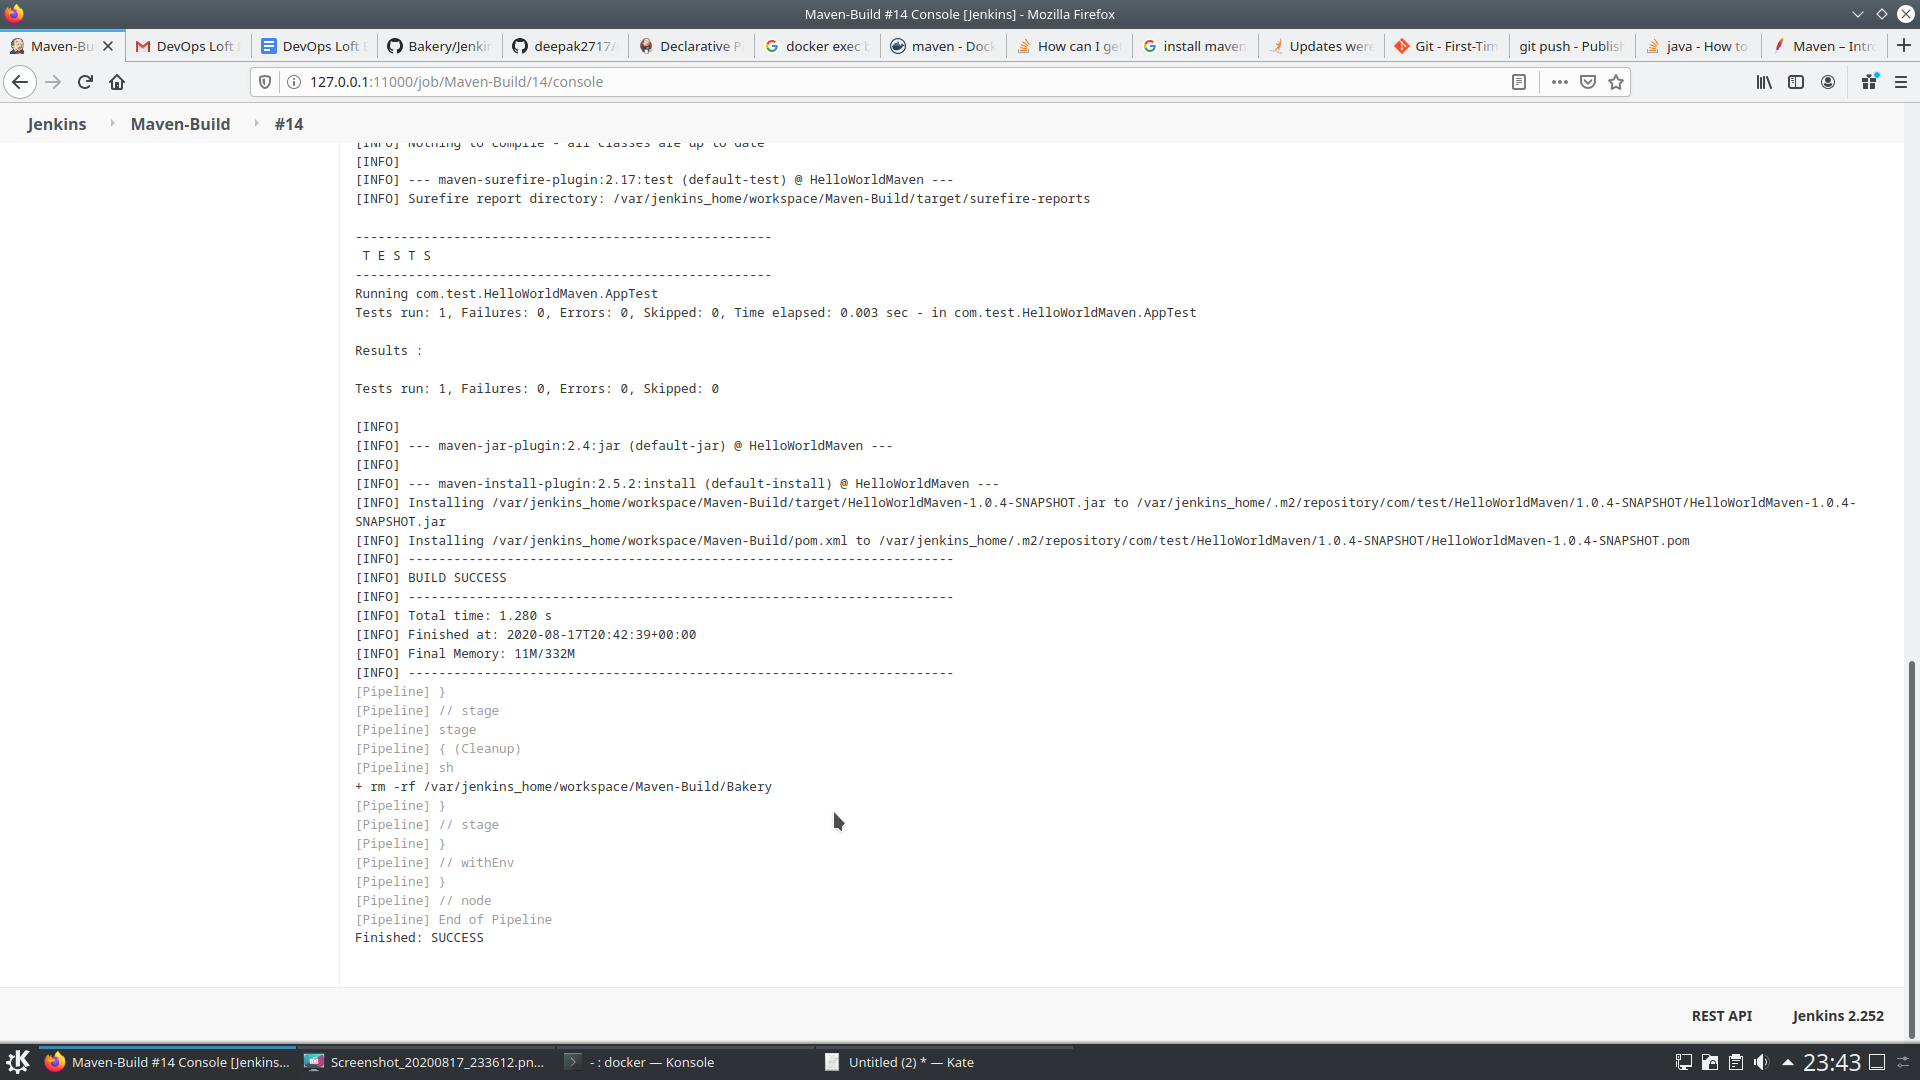 Maven-Build #14 Console [Jenkins] - Mozilla Firefox
Maven-Bu
DevOps Loft
DevOps Loft
Bakery/Jenki
deepak2717/
Declarative P
docker exec
maven - Dock
How can I ge
install maven
Updates were
Git - First-Tim
git push - Publis
java - How to
Maven – Intr
127.0.0.1:11000/job/Maven-Build/14/console
Jenkins
Maven-Build
#14
[INFO] Nothing to compile - all classes are up to date
[INFO]
[INFO] --- maven-surefire-plugin:2.17:test (default-test) @ HelloWorldMaven ---
[INFO] Surefire report directory: /var/jenkins_home/workspace/Maven-Build/target/surefire-reports
-------------------------------------------------------
T E S T S
-------------------------------------------------------
Running com.test.HelloWorldMaven.AppTest
Tests run: 1, Failures: 0, Errors: 0, Skipped: 0, Time elapsed: 0.003 sec - in com.test.HelloWorldMaven.AppTest
Results :
Tests run: 1, Failures: 0, Errors: 0, Skipped: 0
[INFO]
[INFO] --- maven-jar-plugin:2.4:jar (default-jar) @ HelloWorldMaven ---
[INFO]
[INFO] --- maven-install-plugin:2.5.2:install (default-install) @ HelloWorldMaven ---
[INFO] Installing /var/jenkins_home/workspace/Maven-Build/target/HelloWorldMaven-1.0.4-SNAPSHOT.jar to /var/jenkins_home/.m2/repository/com/test/HelloWorldMaven/1.0.4-SNAPSHOT/HelloWorldMaven-1.0.4-
SNAPSHOT.jar
[INFO] Installing /var/jenkins_home/workspace/Maven-Build/pom.xml to /var/jenkins_home/.m2/repository/com/test/HelloWorldMaven/1.0.4-SNAPSHOT/HelloWorldMaven-1.0.4-SNAPSHOT.pom
[INFO] ------------------------------------------------------------------------
[INFO] BUILD SUCCESS
[INFO] ------------------------------------------------------------------------
[INFO] Total time: 1.280 s
[INFO] Finished at: 2020-08-17T20:42:39+00:00
[INFO] Final Memory: 11M/332M
[INFO] ------------------------------------------------------------------------
[Pipeline] }
[Pipeline] // stage
[Pipeline] stage
[Pipeline] { (Cleanup)
[Pipeline] sh
+ rm -rf /var/jenkins_home/workspace/Maven-Build/Bakery
[Pipeline] }
[Pipeline] // stage
[Pipeline] }
[Pipeline] // withEnv
[Pipeline] }
[Pipeline] // node
[Pipeline] End of Pipeline
Finished: SUCCESS
REST API
Jenkins 2.252
Maven-Build #14 Console [Jenkins...
Screenshot_20200817_233612.pn...
- : docker — Konsole
Untitled (2) * — Kate
23:43